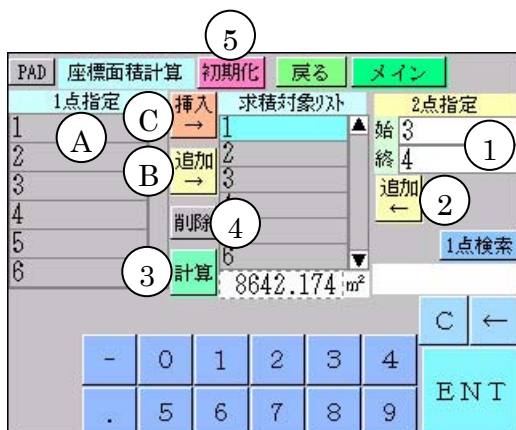 5
PAD 座標面積計算 初期化 戻る メイン
1点指定 挿入→ 求積対象リスト 2点指定
C
A
1
2
3
4
5
6
B
追加→
削除
4
3
計算
1
2
3
6
8642.174 m²
始 3
終 4
1
追加←
2
1点検索
C ←
- 0 1 2 3 4
. 5 6 7 8 9
ENT